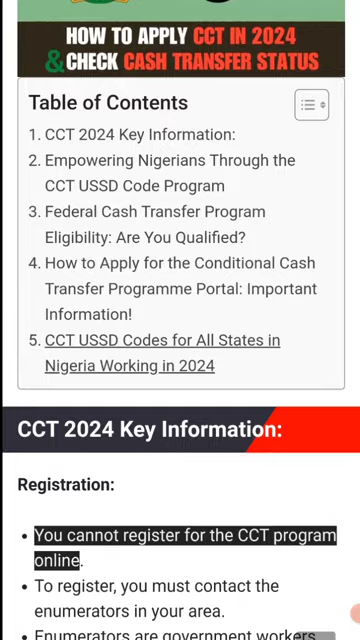 HOW TO APPLY CCT IN 2024
&CHECK CASH TRANSFER STATUS
Table of Contents
1. CCT 2024 Key Information:
2. Empowering Nigerians Through the
CCT USSD Code Program
3. Federal Cash Transfer Program
Eligibility: Are You Qualified?
4. How to Apply for the Conditional Cash
Transfer Programme Portal: Important
Information!
5. CCT USSD Codes for All States in
Nigeria Working in 2024
CCT 2024 Key Information:
Registration:
• You cannot register for the CCT program
online.
• To register, you must contact the
enumerators in your area.
• Enumerators are government workers